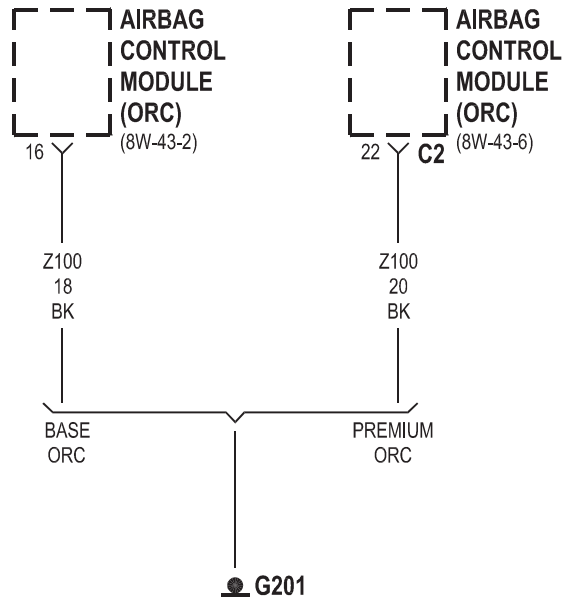 AIRBAG
CONTROL
MODULE
(ORC)
(8W-43-2)
16
Z100
18
BK
BASE
ORC
AIRBAG
CONTROL
MODULE
(ORC)
(8W-43-6)
22
C2
Z100
20
BK
PREMIUM
ORC
G201